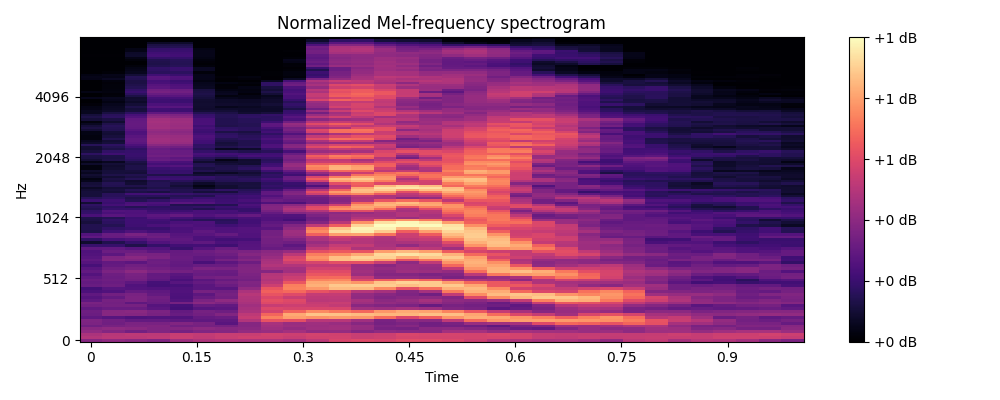 Normalized Mel-frequency spectrogram
Hz
4096
2048
1024
512
0
0 0.15 0.3 0.45 0.6 0.75 0.9
Time
+1 dB
+1 dB
+1 dB
+0 dB
+0 dB
+0 dB